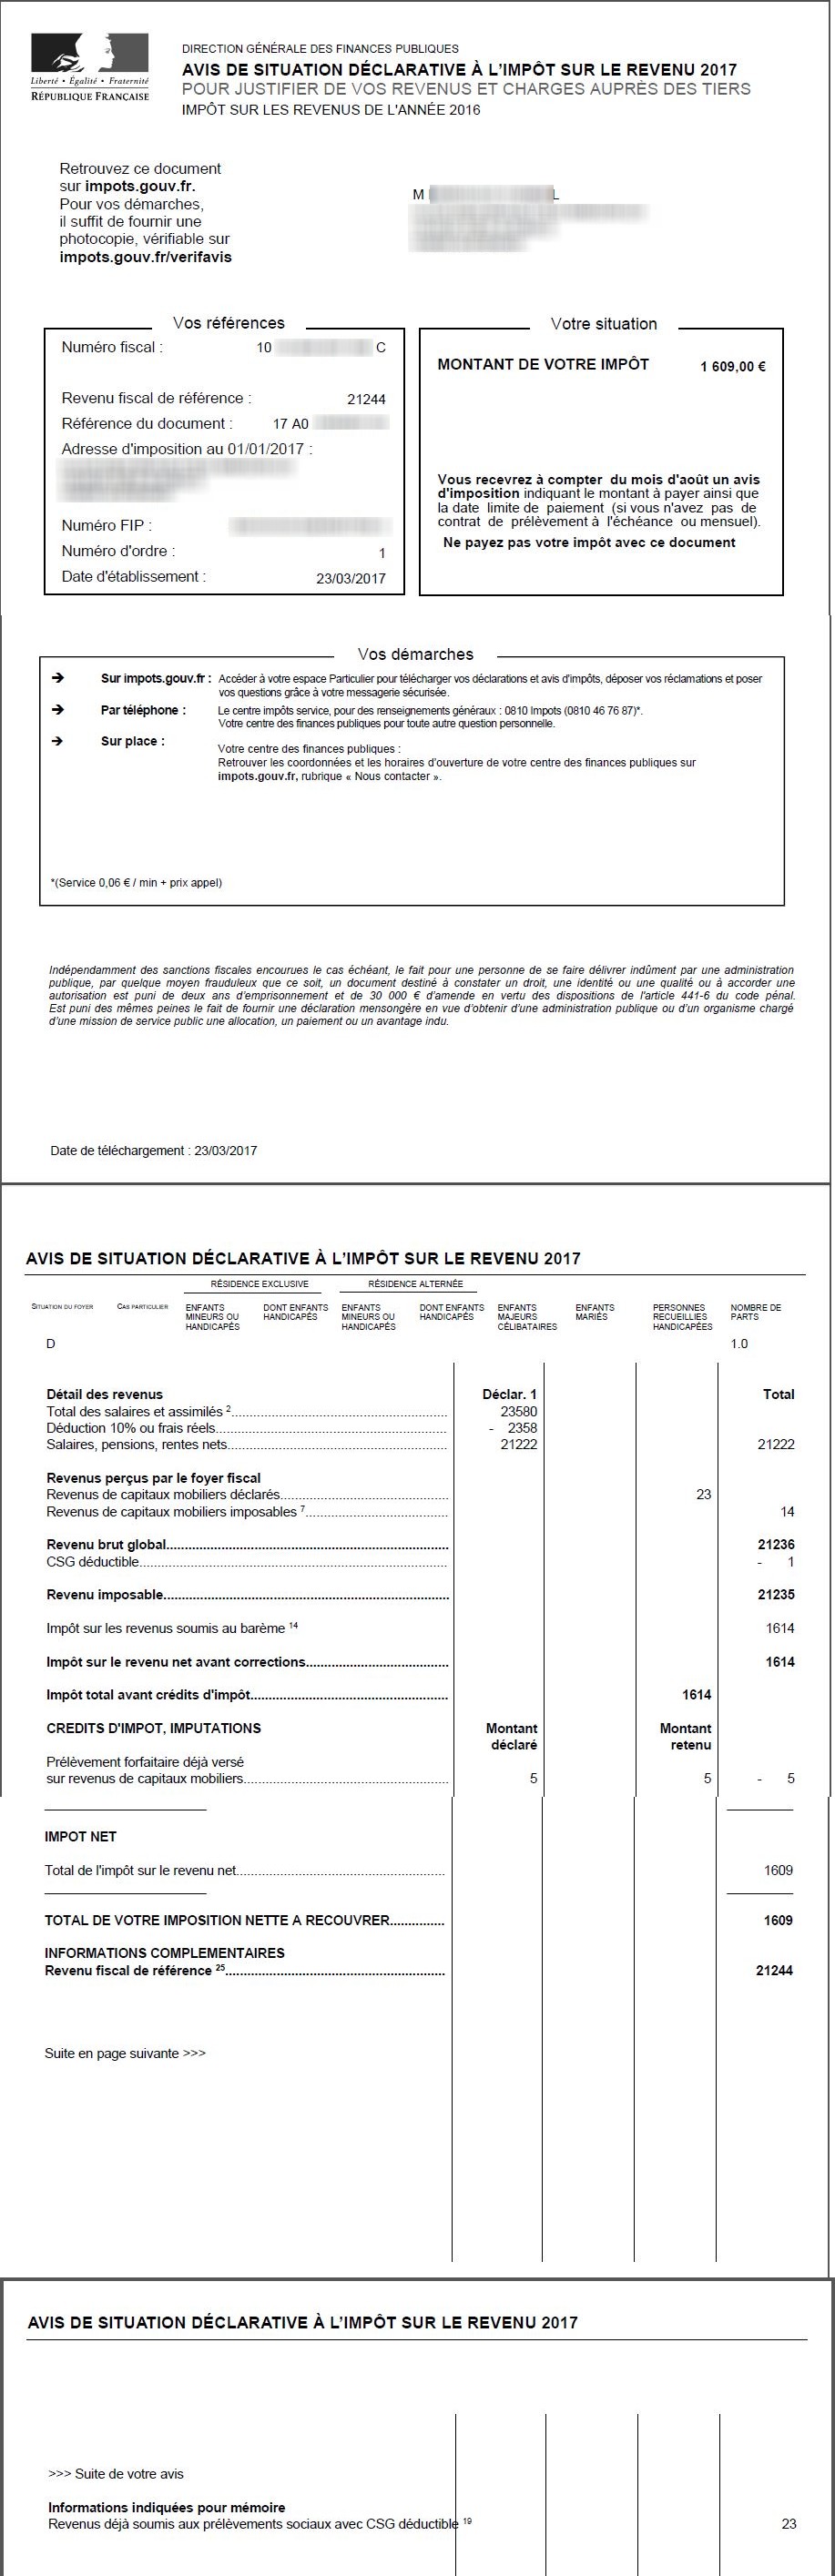 Liberté • Égalité • Fraternité
RÉPUBLIQUE FRANÇAISE
DIRECTION GÉNÉRALE DES FINANCES PUBLIQUES
AVIS DE SITUATION DÉCLARATIVE À L'IMPÔT SUR LE REVENU 2017
POUR JUSTIFIER DE VOS REVENUS ET CHARGES AUPRÈS DES TIERS
IMPÔT SUR LES REVENUS DE L'ANNÉE 2016
Retrouvez ce document
sur impots.gouv.fr.
Pour vos démarches,
il suffit de fournir une
photocopie, vérifiable sur
impots.gouv.fr/verifavis
M L
Vos références
Numéro fiscal : 10 C
Revenu fiscal de référence : 21244
Référence du document : 17 A0
Adresse d'imposition au 01/01/2017 :
Numéro FIP :
Numéro d'ordre : 1
Date d'établissement : 23/03/2017
Votre situation
MONTANT DE VOTRE IMPÔT 1 609,00 €
Vous recevrez à compter du mois d'août un avis
d'imposition indiquant le montant à payer ainsi que
la date limite de paiement (si vous n'avez pas de
contrat de prélèvement à l'échéance ou mensuel).
Ne payez pas votre impôt avec ce document
Vos démarches
➔ Sur impots.gouv.fr : Accéder à votre espace Particulier pour télécharger vos déclarations et avis d'impôts, déposer vos réclamations et poser
vos questions grâce à votre messagerie sécurisée.
➔ Par téléphone : Le centre impôts service, pour des renseignements généraux : 0810 Impots (0810 46 76 87)*.
Votre centre des finances publiques pour toute autre question personnelle.
➔ Sur place :
Votre centre des finances publiques :
Retrouver les coordonnées et les horaires d'ouverture de votre centre des finances publiques sur
impots.gouv.fr, rubrique « Nous contacter ».
*(Service 0,06 € / min + prix appel)
Indépendamment des sanctions fiscales encourues le cas échéant, le fait pour une personne de se faire délivrer indûment par une administration
publique, par quelque moyen frauduleux que ce soit, un document destiné à constater un droit, une identité ou une qualité ou à accorder une
autorisation est puni de deux ans d'emprisonnement et de 30 000 € d'amende en vertu des dispositions de l'article 441-6 du code pénal.
Est puni des mêmes peines le fait de fournir une déclaration mensongère en vue d'obtenir d'une administration publique ou d'un organisme chargé
d'une mission de service public une allocation, un paiement ou un avantage indu.
Date de téléchargement : 23/03/2017
AVIS DE SITUATION DÉCLARATIVE À L'IMPÔT SUR LE REVENU 2017
RÉSIDENCE EXCLUSIVE RÉSIDENCE ALTERNÉE
SITUATION DU FOYER CAS PARTICULIER ENFANTS DONT ENFANTS ENFANTS DONT ENFANTS ENFANTS ENFANTS PERSONNES NOMBRE DE
MINEURS OU HANDICAPÉS MINEURS OU HANDICAPÉS MAJEURS MARIÉS RECUEILLIES PARTS
HANDICAPÉS HANDICAPÉS CÉLIBATAIRES HANDICAPÉES
D 1.0
Détail des revenus Déclar. 1 Total
Total des salaires et assimilés 2 23580
Déduction 10% ou frais réels - 2358
Salaires, pensions, rentes nets 21222 21222
Revenus perçus par le foyer fiscal
Revenus de capitaux mobiliers déclarés 23
Revenus de capitaux mobiliers imposables 7 14
Revenu brut global 21236
CSG déductible - 1
Revenu imposable 21235
Impôt sur les revenus soumis au barème 14 1614
Impôt sur le revenu net avant corrections 1614
Impôt total avant crédits d'impôt 1614
CREDITS D'IMPOT, IMPUTATIONS Montant Montant
déclaré retenu
Prélèvement forfaitaire déjà versé
sur revenus de capitaux mobiliers 5 5 - 5
IMPOT NET
Total de l'impôt sur le revenu net 1609
TOTAL DE VOTRE IMPOSITION NETTE A RECOUVRER 1609
INFORMATIONS COMPLEMENTAIRES
Revenu fiscal de référence 25 21244
Suite en page suivante >>>
AVIS DE SITUATION DÉCLARATIVE À L'IMPÔT SUR LE REVENU 2017
>>> Suite de votre avis
Informations indiquées pour mémoire
Revenus déjà soumis aux prélèvements sociaux avec CSG déductible 19 23